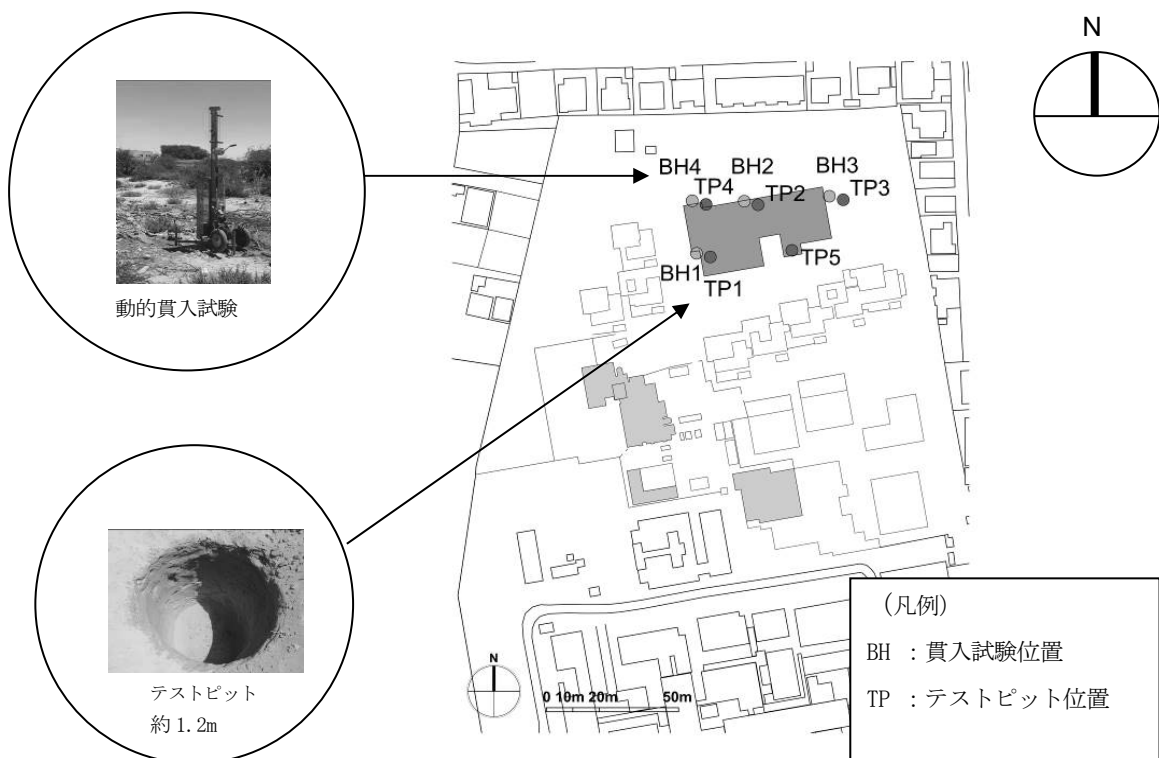 N
BH4
BH2
BH3
TP4
TP2
TP3
BH1
TP5
TP1
動的貫入試験
テストピット
約 1.2m
N
0 10m 20m 50m
(凡例)
BH ：貫入試験位置
TP ：テストピット位置